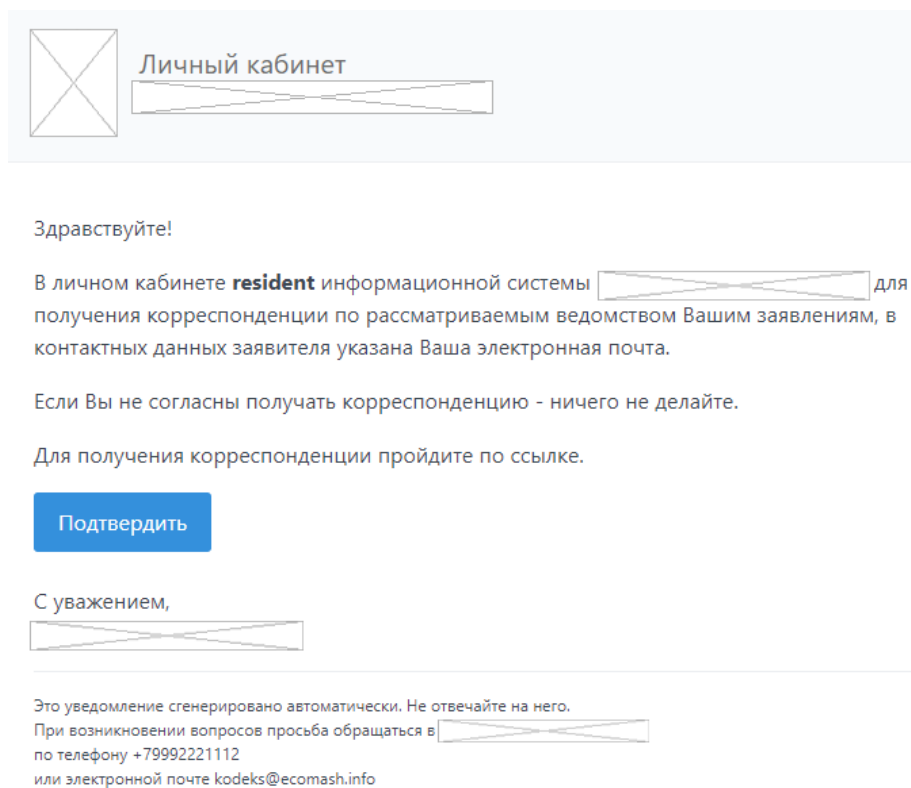 Личный кабинет
Здравствуйте!
В личном кабинете resident информационной системы для
получения корреспонденции по рассматриваемым ведомством Вашим заявлениям, в
контактных данных заявителя указана Ваша электронная почта.
Если Вы не согласны получать корреспонденцию - ничего не делайте.
Для получения корреспонденции пройдите по ссылке.
Подтвердить
С уважением,
Это уведомление сгенерировано автоматически. Не отвечайте на него.
При возникновении вопросов просьба обращаться в
по телефону +79992221112
или электронной почте kodeks@ecomash.info